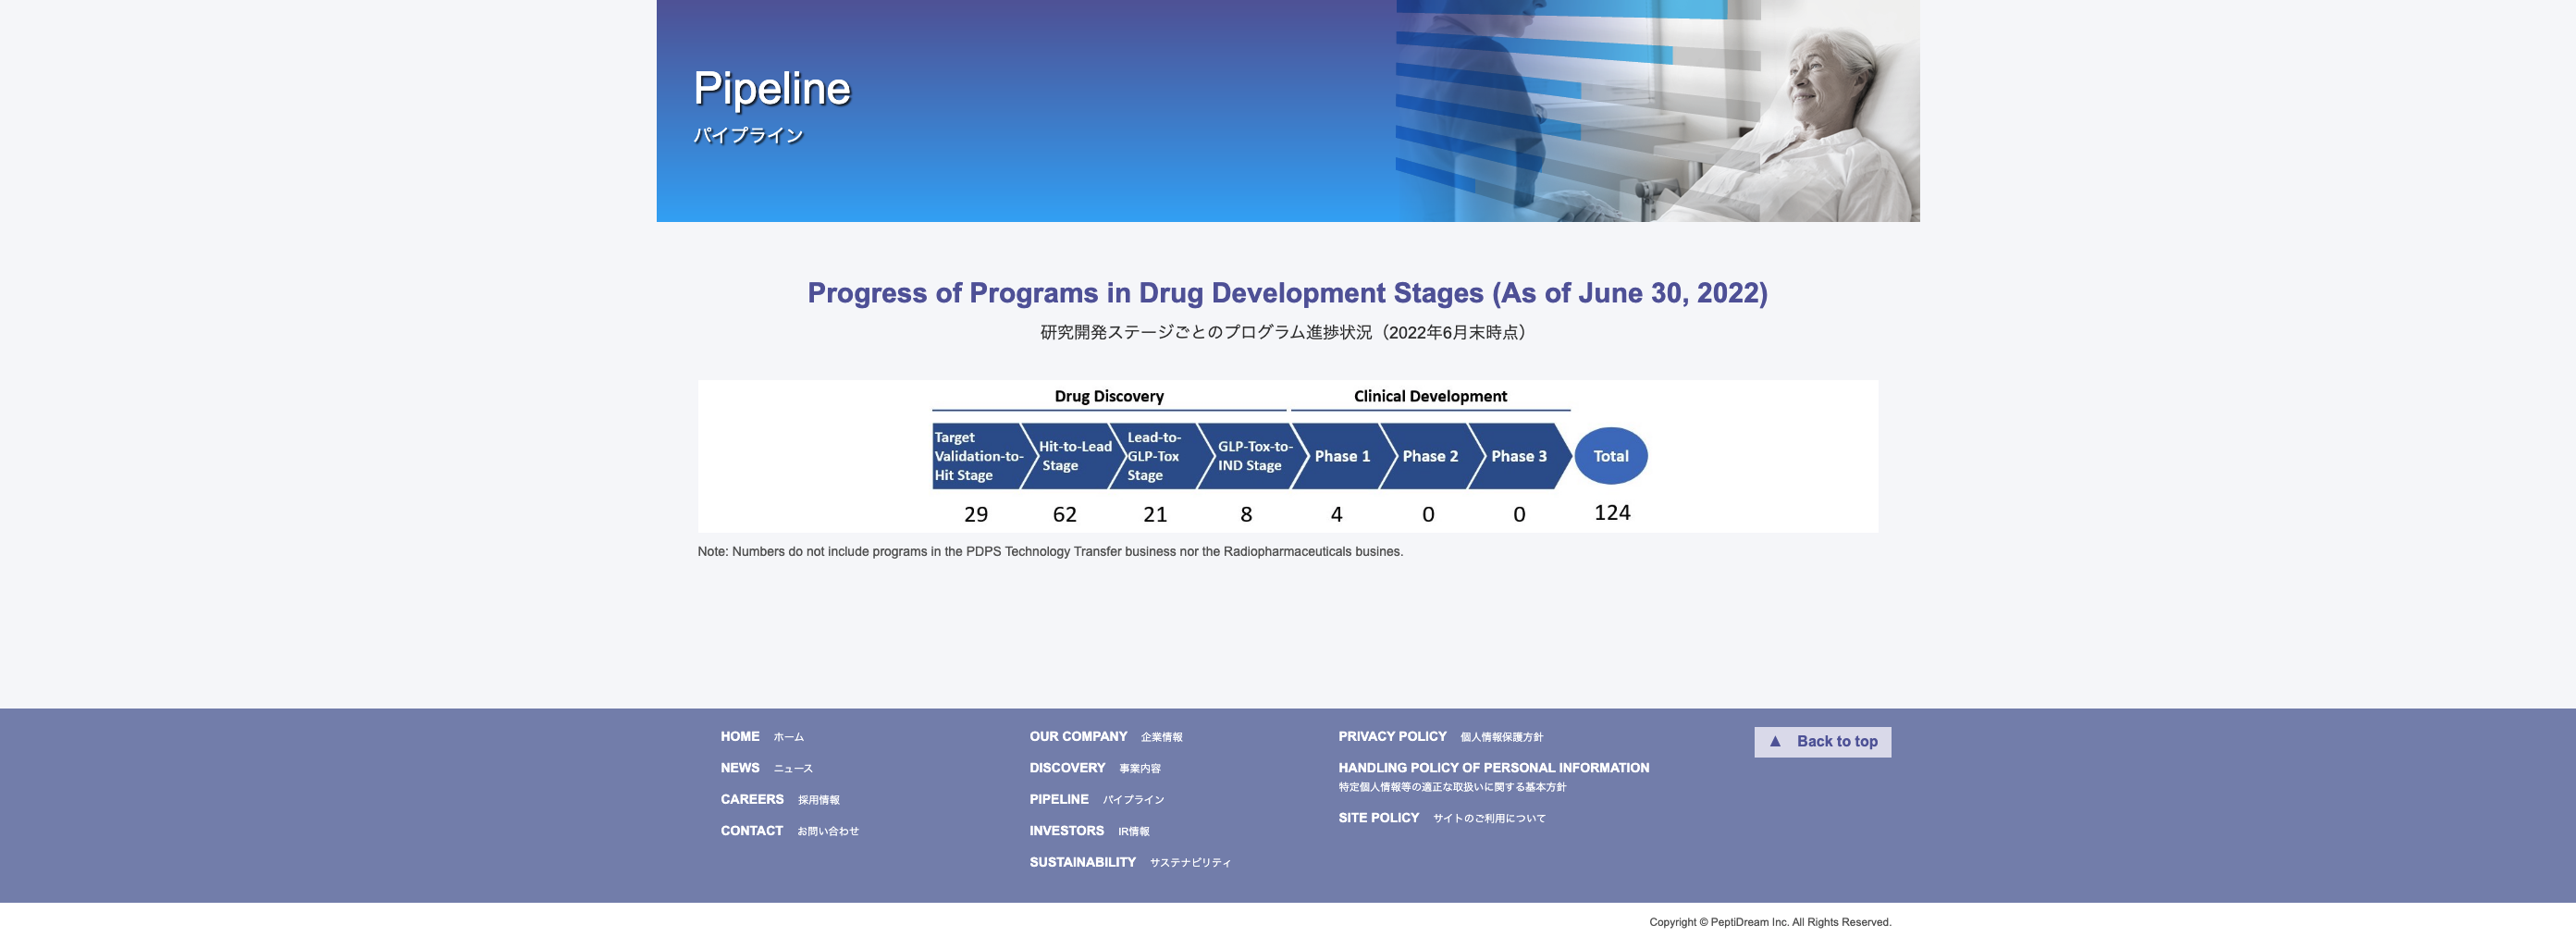 Pipeline
パイプライン
Progress of Programs in Drug Development Stages (As of June 30, 2022)
研究開発ステージごとのプログラム進捗状況（2022年6月末時点）
Drug Discovery
Clinical Development
Target
Validation-to-
Hit Stage
Hit-to-Lead
Stage
Lead-to-
GLP-Tox
Stage
GLP-Tox-to-
IND Stage
Phase 1
Phase 2
Phase 3
Total
29
62
21
8
4
0
0
124
Note: Numbers do not include programs in the PDPS Technology Transfer business nor the Radiopharmaceuticals busines.
HOME ホーム
NEWS ニュース
CAREERS 採用情報
CONTACT お問い合わせ
OUR COMPANY 企業情報
DISCOVERY 事業内容
PIPELINE パイプライン
INVESTORS IR情報
SUSTAINABILITY サステナビリティ
PRIVACY POLICY 個人情報保護方針
HANDLING POLICY OF PERSONAL INFORMATION
特定個人情報等の適正な取扱いに関する基本方針
SITE POLICY サイトのご利用について
▲ Back to top
Copyright © PeptiDream Inc. All Rights Reserved.